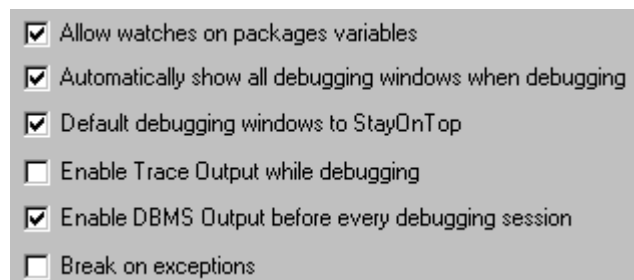 Allow watches on packages variables
Automatically show all debugging windows when debugging
Default debugging windows to StayOnTop
Enable Trace Output while debugging
Enable DBMS Output before every debugging session
Break on exceptions